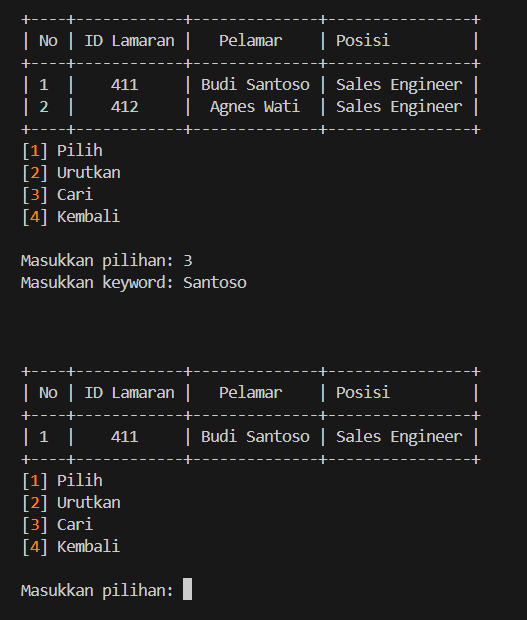 +----+------------+--------------+----------------+
| No | ID Lamaran |   Pelamar    | Posisi         |
+----+------------+--------------+----------------+
| 1  |    411     | Budi Santoso | Sales Engineer |
| 2  |    412     |  Agnes Wati  | Sales Engineer |
+----+------------+--------------+----------------+
[1] Pilih
[2] Urutkan
[3] Cari
[4] Kembali
Masukkan pilihan: 3
Masukkan keyword: Santoso
+----+------------+--------------+----------------+
| No | ID Lamaran |   Pelamar    | Posisi         |
+----+------------+--------------+----------------+
| 1  |    411     | Budi Santoso | Sales Engineer |
+----+------------+--------------+----------------+
[1] Pilih
[2] Urutkan
[3] Cari
[4] Kembali
Masukkan pilihan: